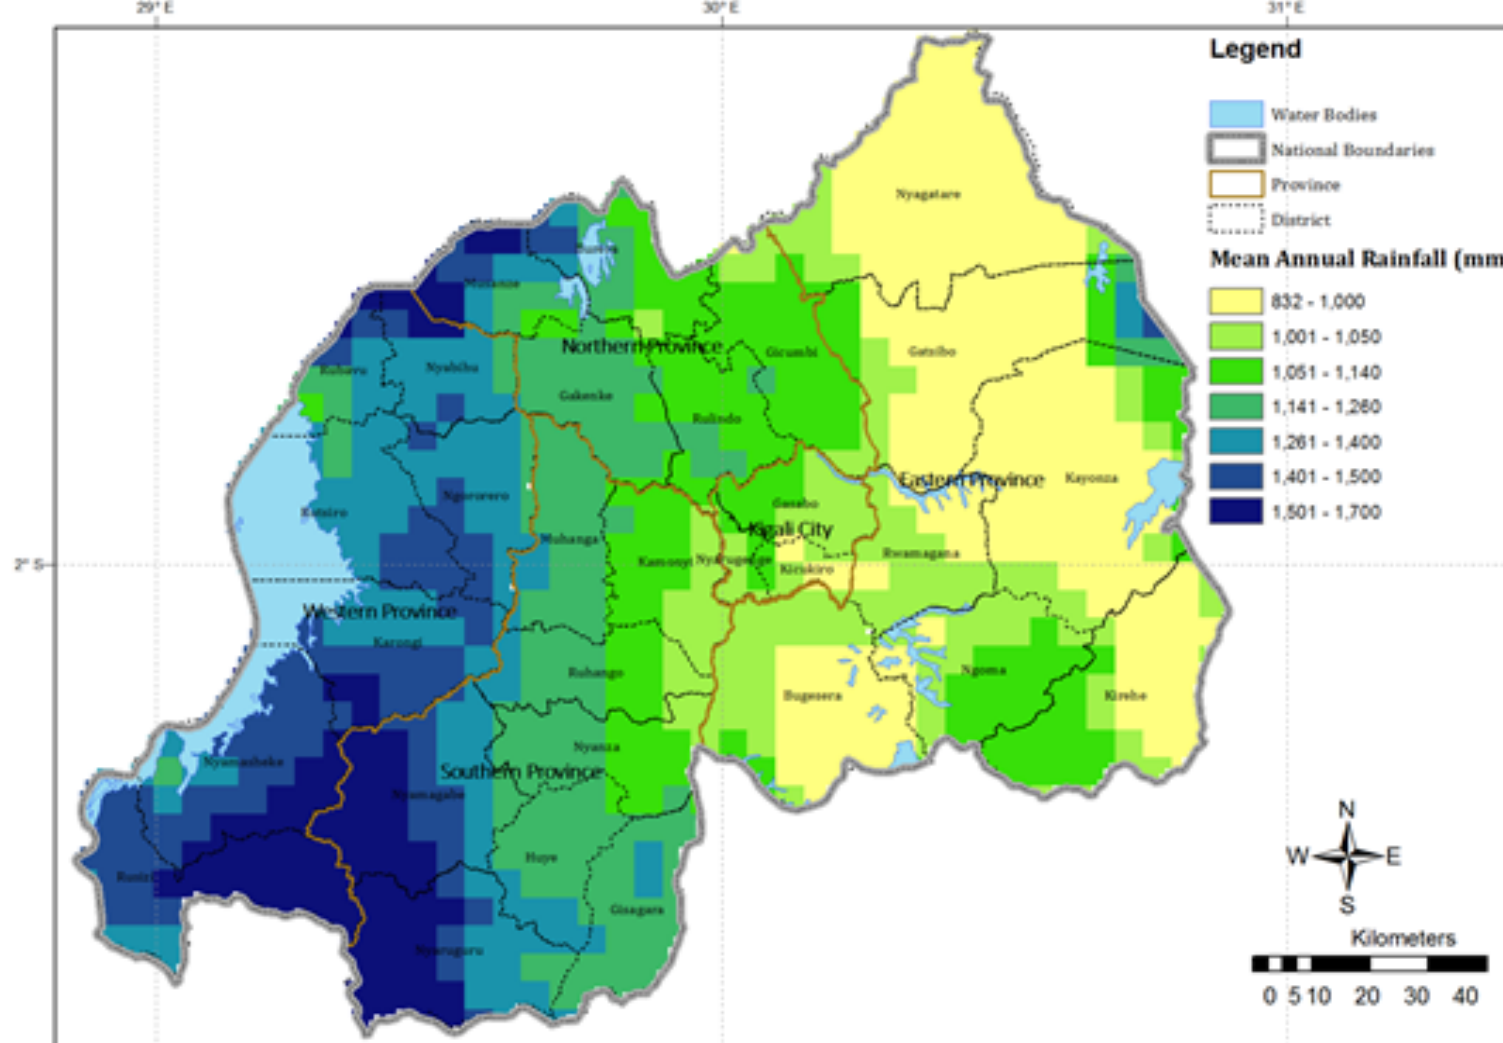 29° E
30° E
31° E
Legend
Water Bodies
National Boundaries
Province
District
Mean Annual Rainfall (mm
832 - 1,000
1,001 - 1,050
1,051 - 1,140
1,141 - 1,260
1,261 - 1,400
1,401 - 1,500
1,501 - 1,700
Nyagatare
Musanze
Northern Province
Gicumbi
Gatsibo
Rubavu
Nyabihu
Gakenke
Rulindo
Eastern Province
Kayonza
Ngororero
Rutsiro
Gasabo
Kigali City
Muhanga
Kamonyi
Nyarugenge
Rwamagana
Kicukiro
2° S
Western Province
Karongi
Ruhango
Ngoma
Bugesera
Kirehe
Nyanza
Nyamasheke
Southern Province
Nyamagabe
Huye
Rusizi
Gisagara
Nyaruguru
N
W
E
S
Kilometers
0 5 10 20 30 40